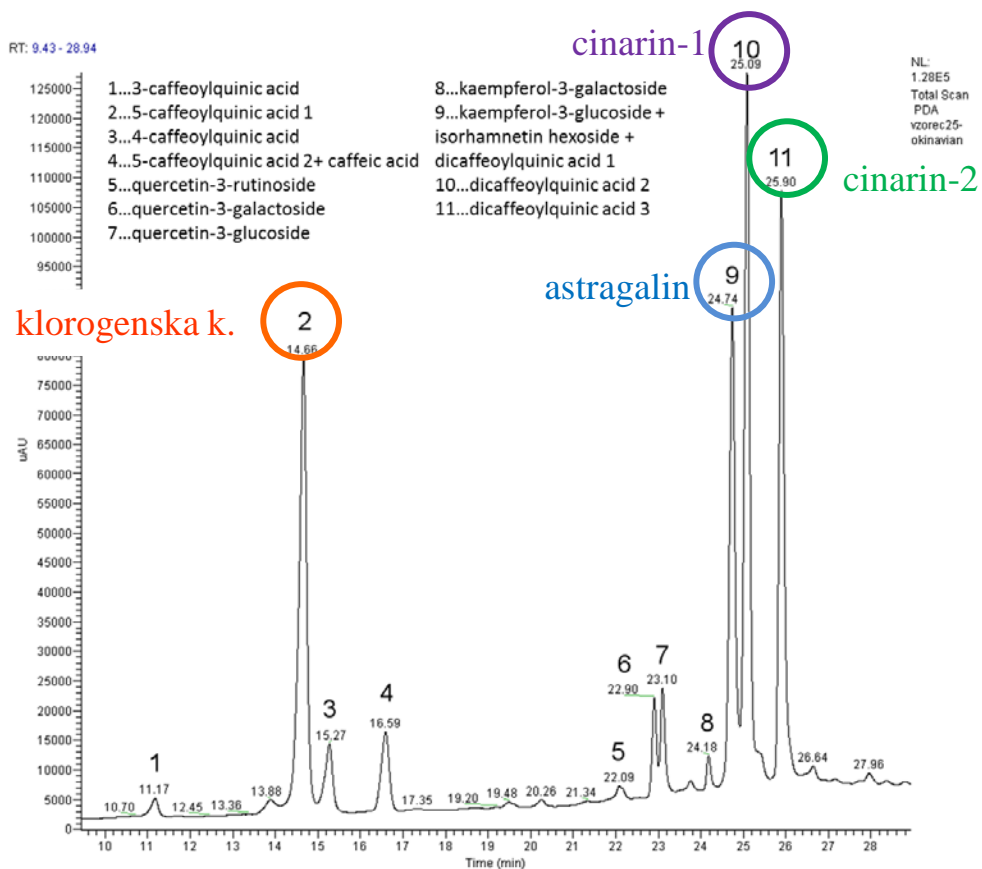 cinarin-1
10
25.09
RT: 9.43 - 28.94
NL:
1.28E5
Total Scan
PDA
vzorec25-
okinavian
1...3-caffeoylquinic acid
2...5-caffeoylquinic acid 1
3...4-caffeoylquinic acid
4...5-caffeoylquinic acid 2+ caffeic acid
5...quercetin-3-rutinoside
6...quercetin-3-galactoside
7...quercetin-3-glucoside
8...kaempferol-3-galactoside
9...kaempferol-3-glucoside +
isorhamnetin hexoside +
dicaffeoylquinic acid 1
10...dicaffeoylquinic acid 2
11...dicaffeoylquinic acid 3
11
25.90
cinarin-2
astragalin
9
24.74
klorogenska k.
2
14.66
125000
120000
115000
110000
105000
100000
95000
80000
75000
70000
65000
60000
55000
50000
45000
40000
35000
30000
25000
20000
15000
10000
5000
0
uAU
1
11.17
3
15.27
4
16.59
5
22.09
6
22.90
7
23.10
8
24.18
10.70
12.45
13.36
13.88
17.35
19.20
19.48
20.26
21.34
26.64
27.96
10 11 12 13 14 15 16 17 18 19 20 21 22 23 24 25 26 27 28
Time (min)